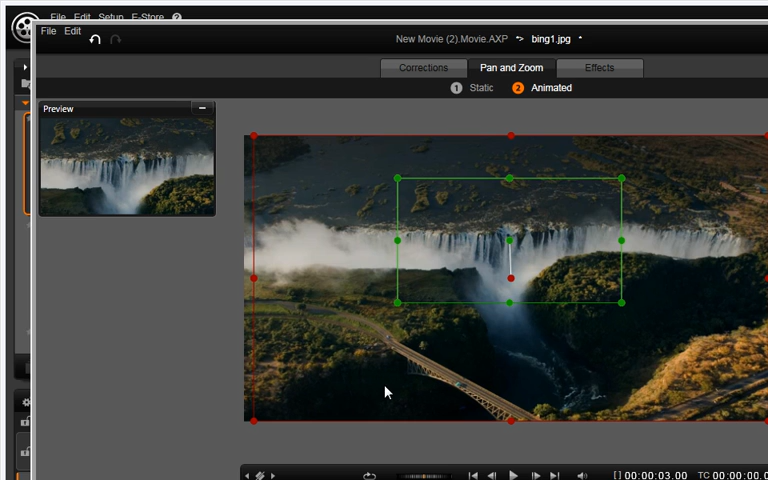 File Edit Setup E-Store ?
File Edit
New Movie (2).Movie.AXP *> bing1.jpg *
Corrections Pan and Zoom Effects
1 Static 2 Animated
Preview
[] 00:00:03.00 TC 00:00:00.0